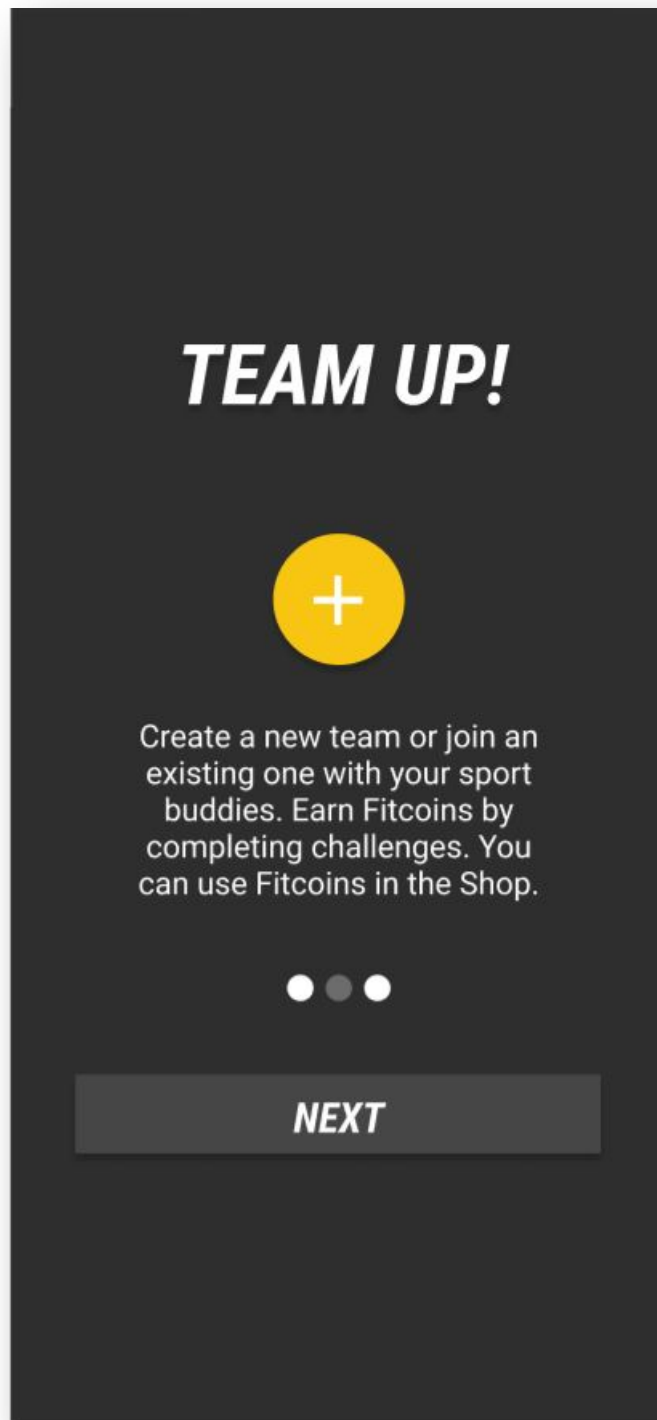 TEAM UP!
Create a new team or join an
existing one with your sport
buddies. Earn Fitcoins by
completing challenges. You
can use Fitcoins in the Shop.
NEXT